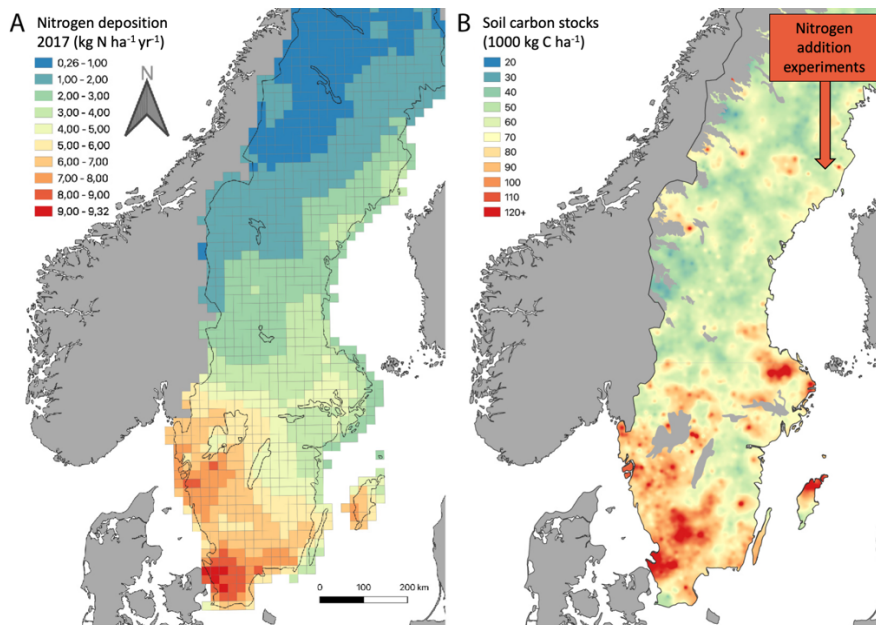 A
Nitrogen deposition
2017 (kg N ha⁻¹ yr⁻¹)
0,26 – 1,00
1,00 - 2,00
2,00 – 3,00
3,00 – 4,00
4,00 - 5,00
5,00 – 6,00
6,00 - 7,00
7,00 – 8,00
8,00 – 9,00
9,00 - 9,32
N
0 100 200 km
B
Soil carbon stocks
(1000 kg C ha⁻¹)
20
30
40
50
60
70
80
90
100
110
120+
Nitrogen
addition
experiments